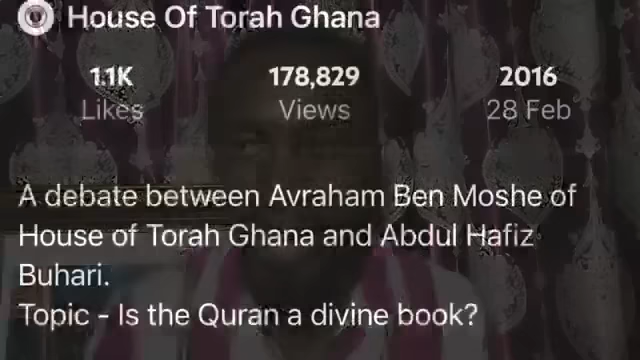 House Of Torah Ghana
1.1K 178,829 2016
Likes Views 28 Feb
A debate between Avraham Ben Moshe of
House of Torah Ghana and Abdul Hafiz
Buhari.
Topic - Is the Quran a divine book?